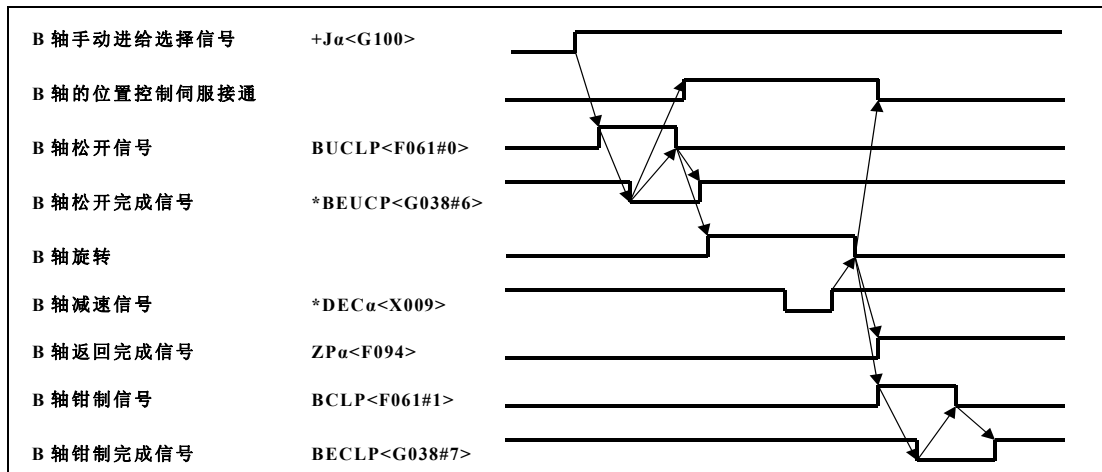 B 轴手动进给选择信号 +Jα<G100>
B 轴的位置控制伺服接通
B 轴松开信号 BUCLP<F061#0>
B 轴松开完成信号 *BEUCP<G038#6>
B 轴旋转
B 轴减速信号 *DECα<X009>
B 轴返回完成信号 ZPα<F094>
B 轴钳制信号 BCLP<F061#1>
B 轴钳制完成信号 BECLP<G038#7>